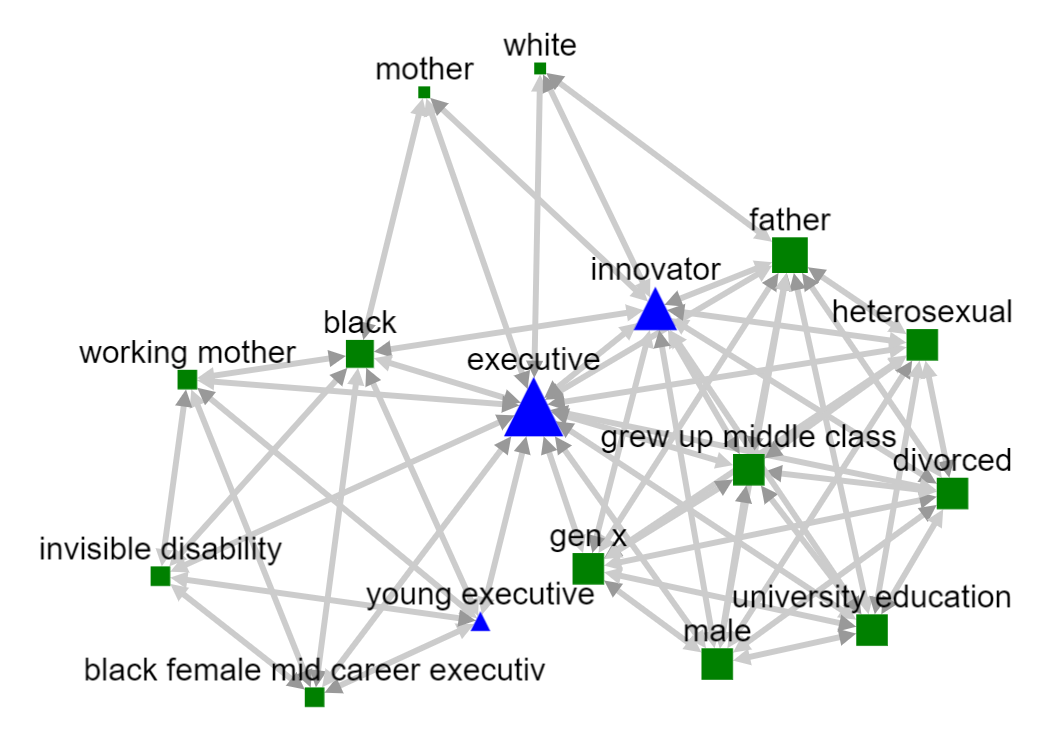 white
mother
father
innovator
heterosexual
black
working mother
executive
grew up middle class
divorced
gen x
invisible disability
young executive
university education
male
black female mid career executiv